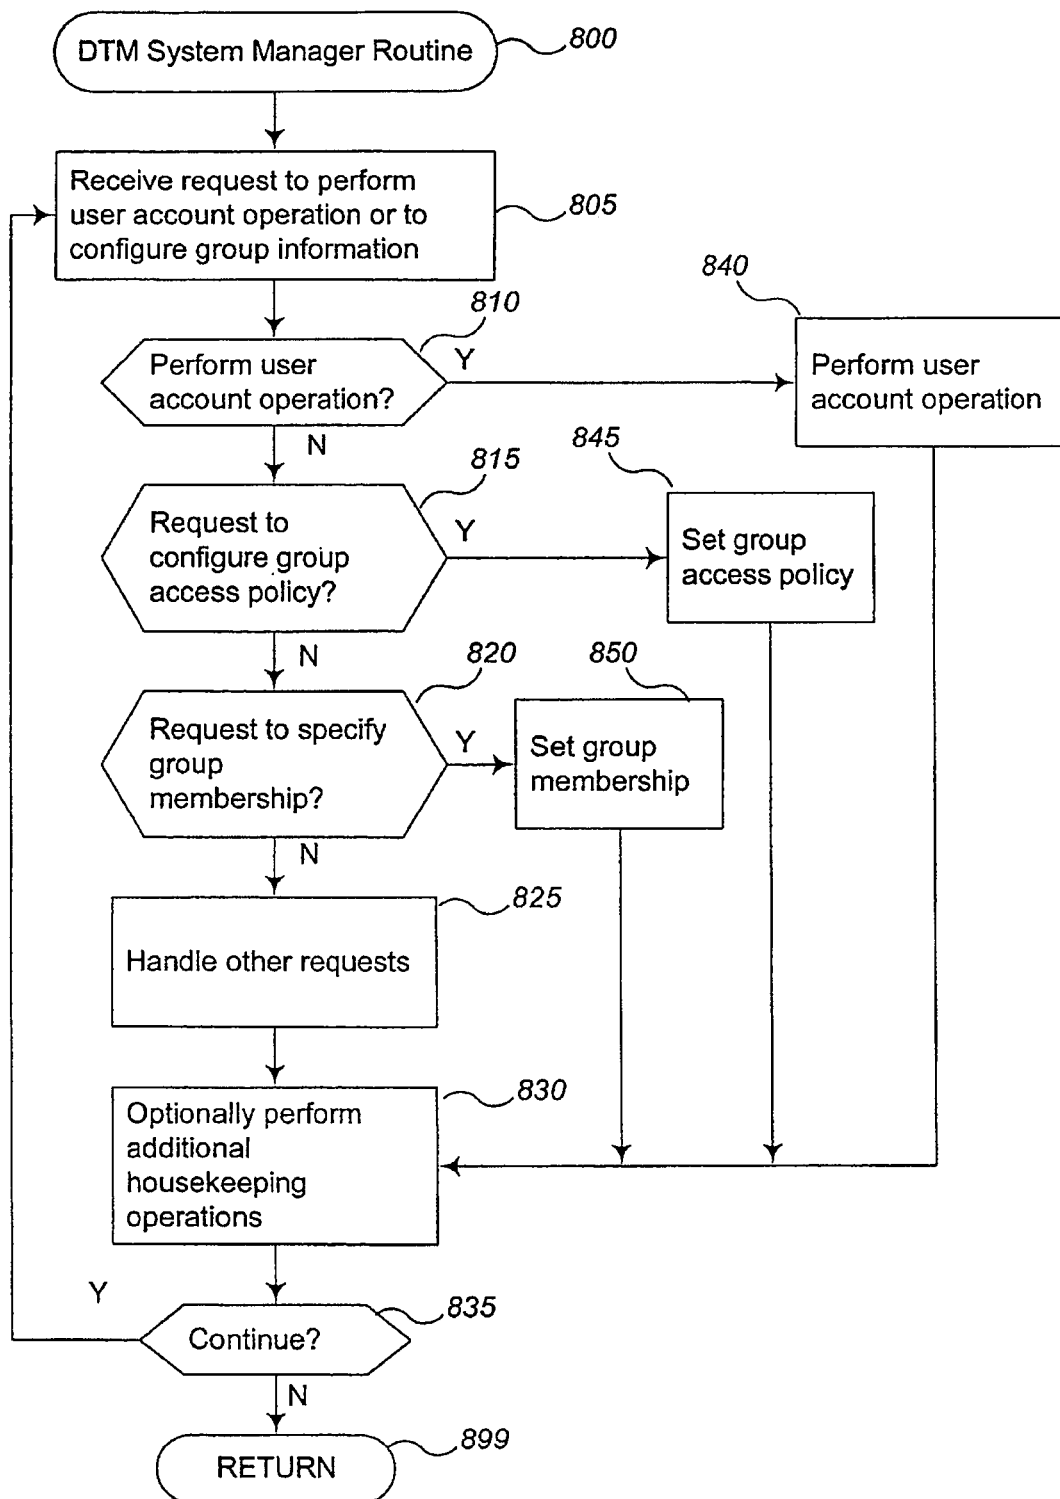 DTM System Manager Routine
800
Receive request to perform
user account operation or to
configure group information
805
810
Perform user
account operation?
Y
N
840
Perform user
account operation
815
Request to
configure group
access policy?
Y
N
845
Set group
access policy
820
Request to specify
group
membership?
Y
N
850
Set group
membership
825
Handle other requests
830
Optionally perform
additional
housekeeping
operations
Y
835
Continue?
N
899
RETURN